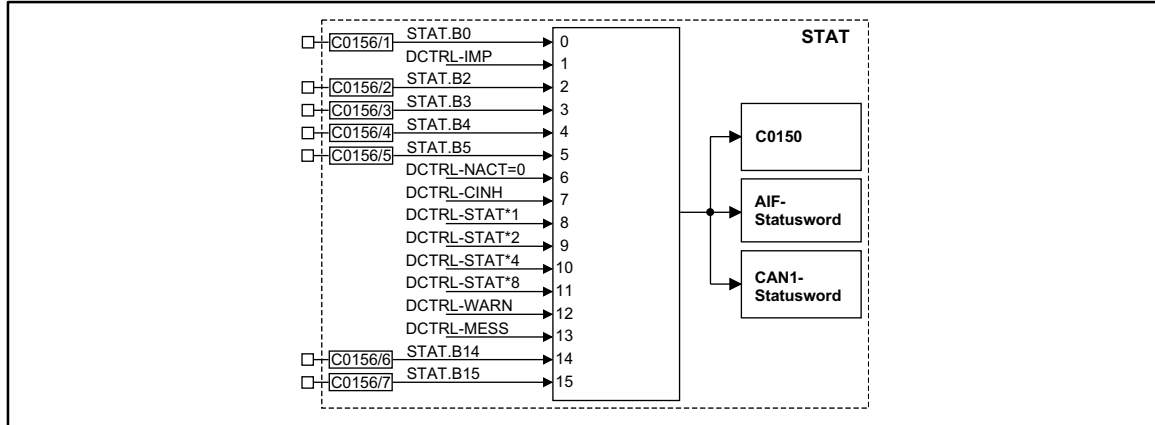 STAT
C0156/1 STAT.B0 0
DCTRL-IMP 1
C0156/2 STAT.B2 2
C0156/3 STAT.B3 3
C0156/4 STAT.B4 4
C0156/5 STAT.B5 5
DCTRL-NACT=0 6
DCTRL-CINH 7
DCTRL-STAT*1 8
DCTRL-STAT*2 9
DCTRL-STAT*4 10
DCTRL-STAT*8 11
DCTRL-WARN 12
DCTRL-MESS 13
C0156/6 STAT.B14 14
C0156/7 STAT.B15 15
C0150
AIF-
Statusword
CAN1-
Statusword